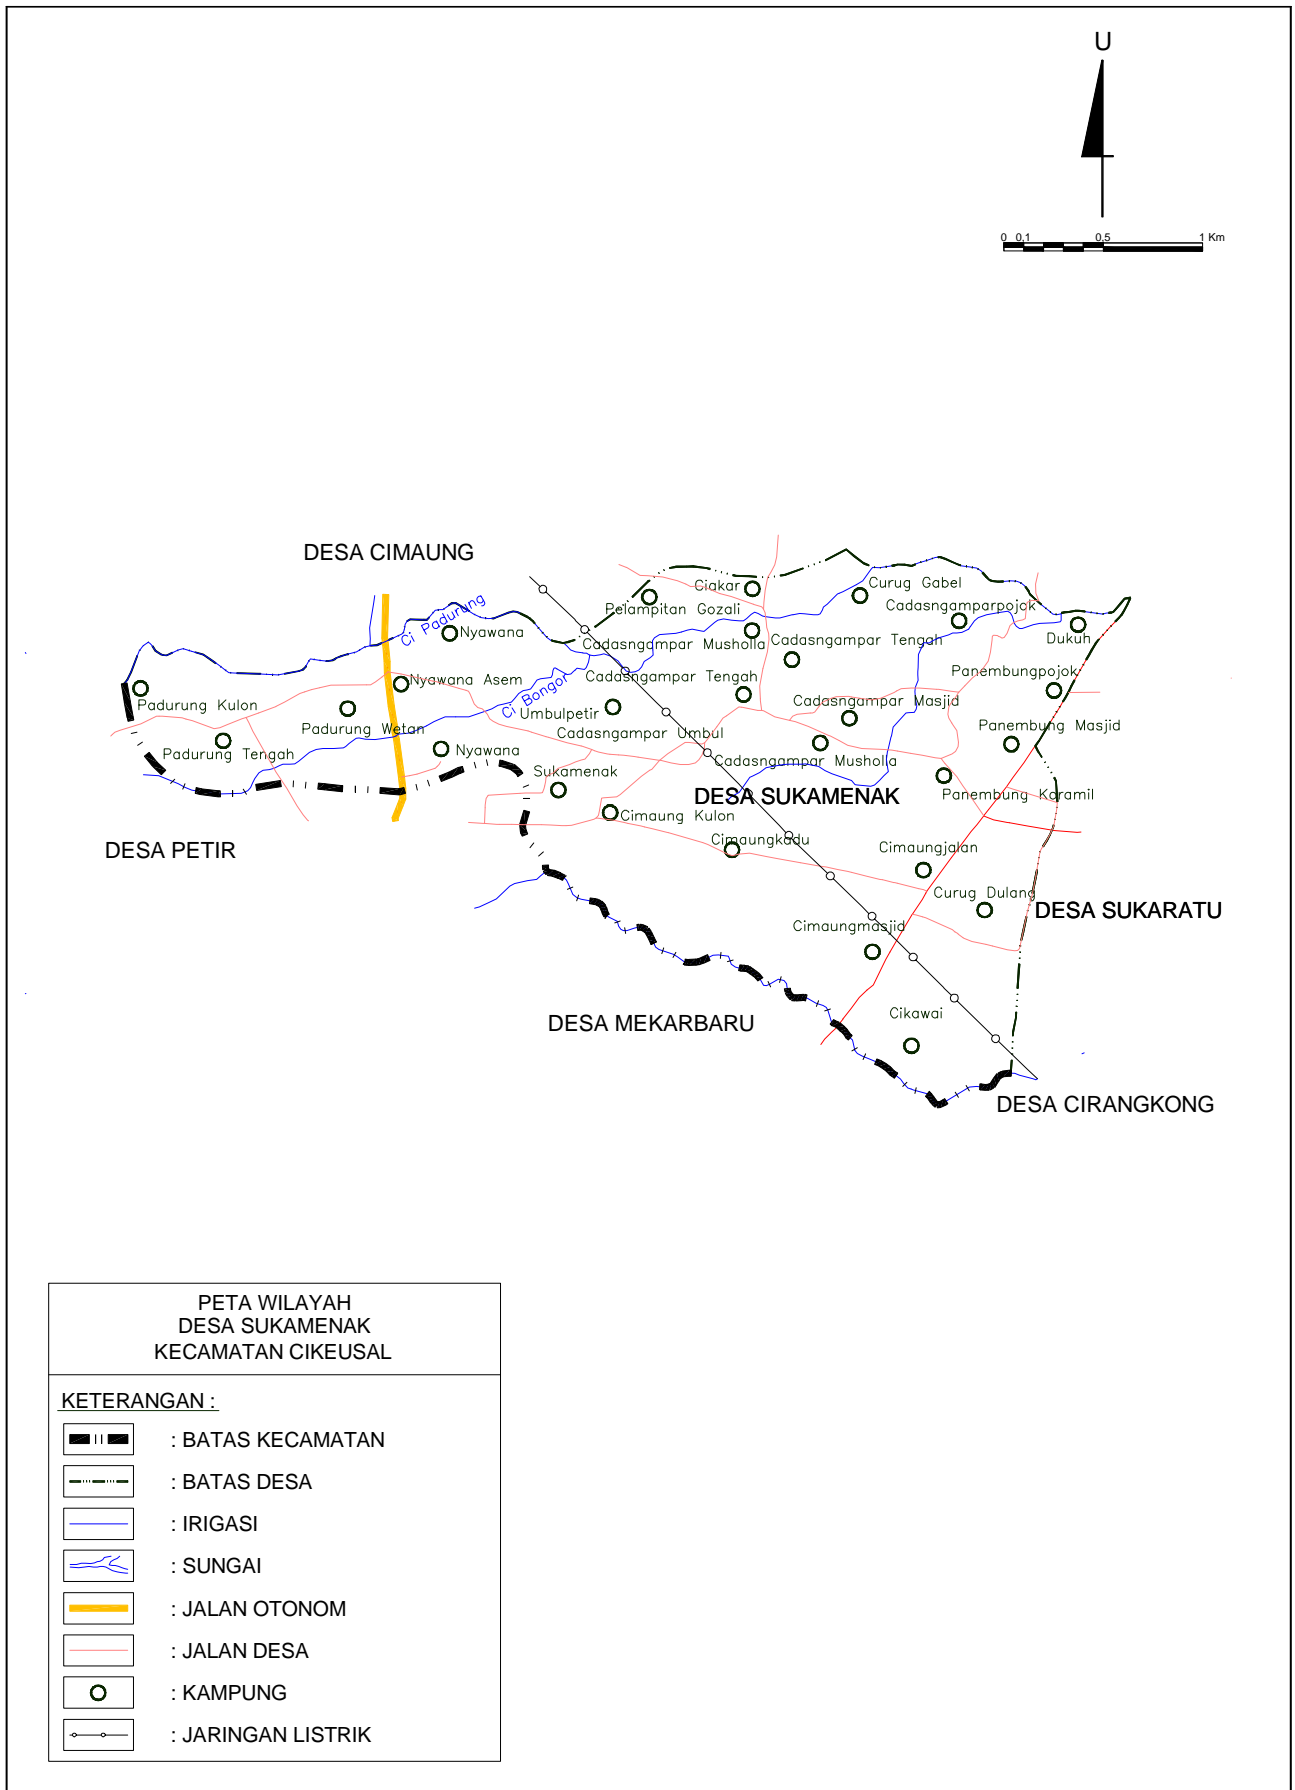 U
0 0,1 0,5 1 Km
DESA CIMAUNG
Ciakar
Curug Gabel
Pelampitan Gozali
Cadasngamparpojok
Ci Padurung
Nyawana
Cadasngampar Musholla
Cadasngampar Tengah
Dukuh
Nyawana Asem
Cadasngampar Tengah
Panembungpojok
Ci Bongor
Padurung Kulon
Umbulpetir
Cadasngampar Masjid
Padurung Wetan
Cadasngampar Umbul
Panembung Masjid
Padurung Tengah
Nyawana
Cadasngampar Musholla
Sukamenak
DESA SUKAMENAK
Panembung Karamil
Cimaung Kulon
Cimaungkadu
Cimaungjalan
DESA PETIR
Curug Dulang
DESA SUKARATU
Cimaungmasjid
DESA MEKARBARU
Cikawai
DESA CIRANGKONG
PETA WILAYAH
DESA SUKAMENAK
KECAMATAN CIKEUSAL
KETERANGAN :
: BATAS KECAMATAN
: BATAS DESA
: IRIGASI
: SUNGAI
: JALAN OTONOM
: JALAN DESA
: KAMPUNG
: JARINGAN LISTRIK